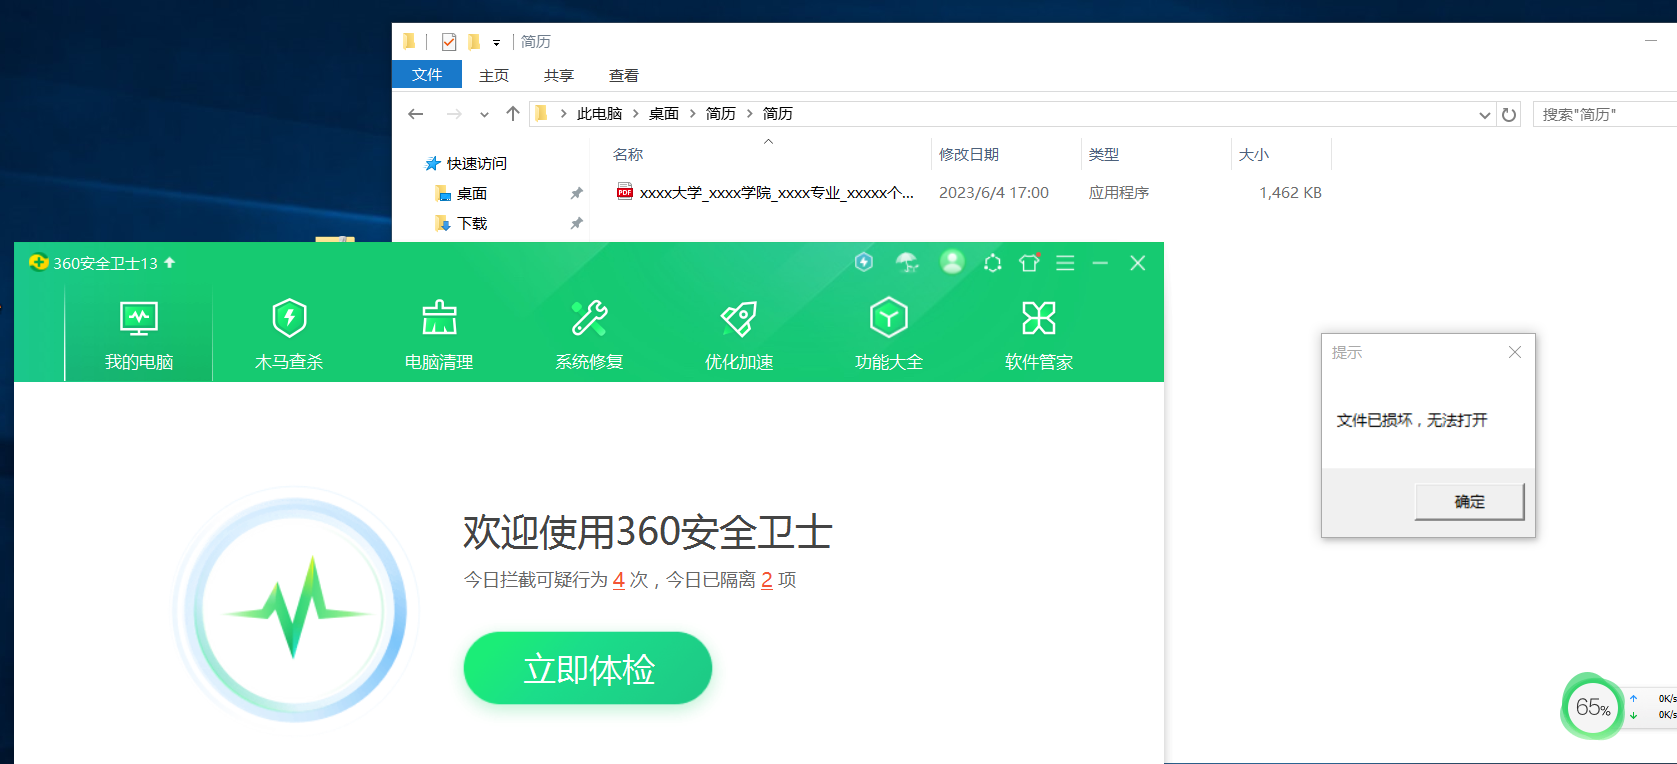 简历
文件
主页
共享
查看
此电脑
桌面
简历
简历
搜索"简历"
快速访问
桌面
下载
名称
修改日期
类型
大小
PDF
xxxx大学_xxxx学院_xxxx专业_xxxxx个...
2023/6/4 17:00
应用程序
1,462 KB
360安全卫士13
我的电脑
木马查杀
电脑清理
系统修复
优化加速
功能大全
软件管家
提示
文件已损坏，无法打开
确定
欢迎使用360安全卫士
今日拦截可疑行为 4 次，今日已隔离 2 项
立即体检
65%
0K/s
0K/s